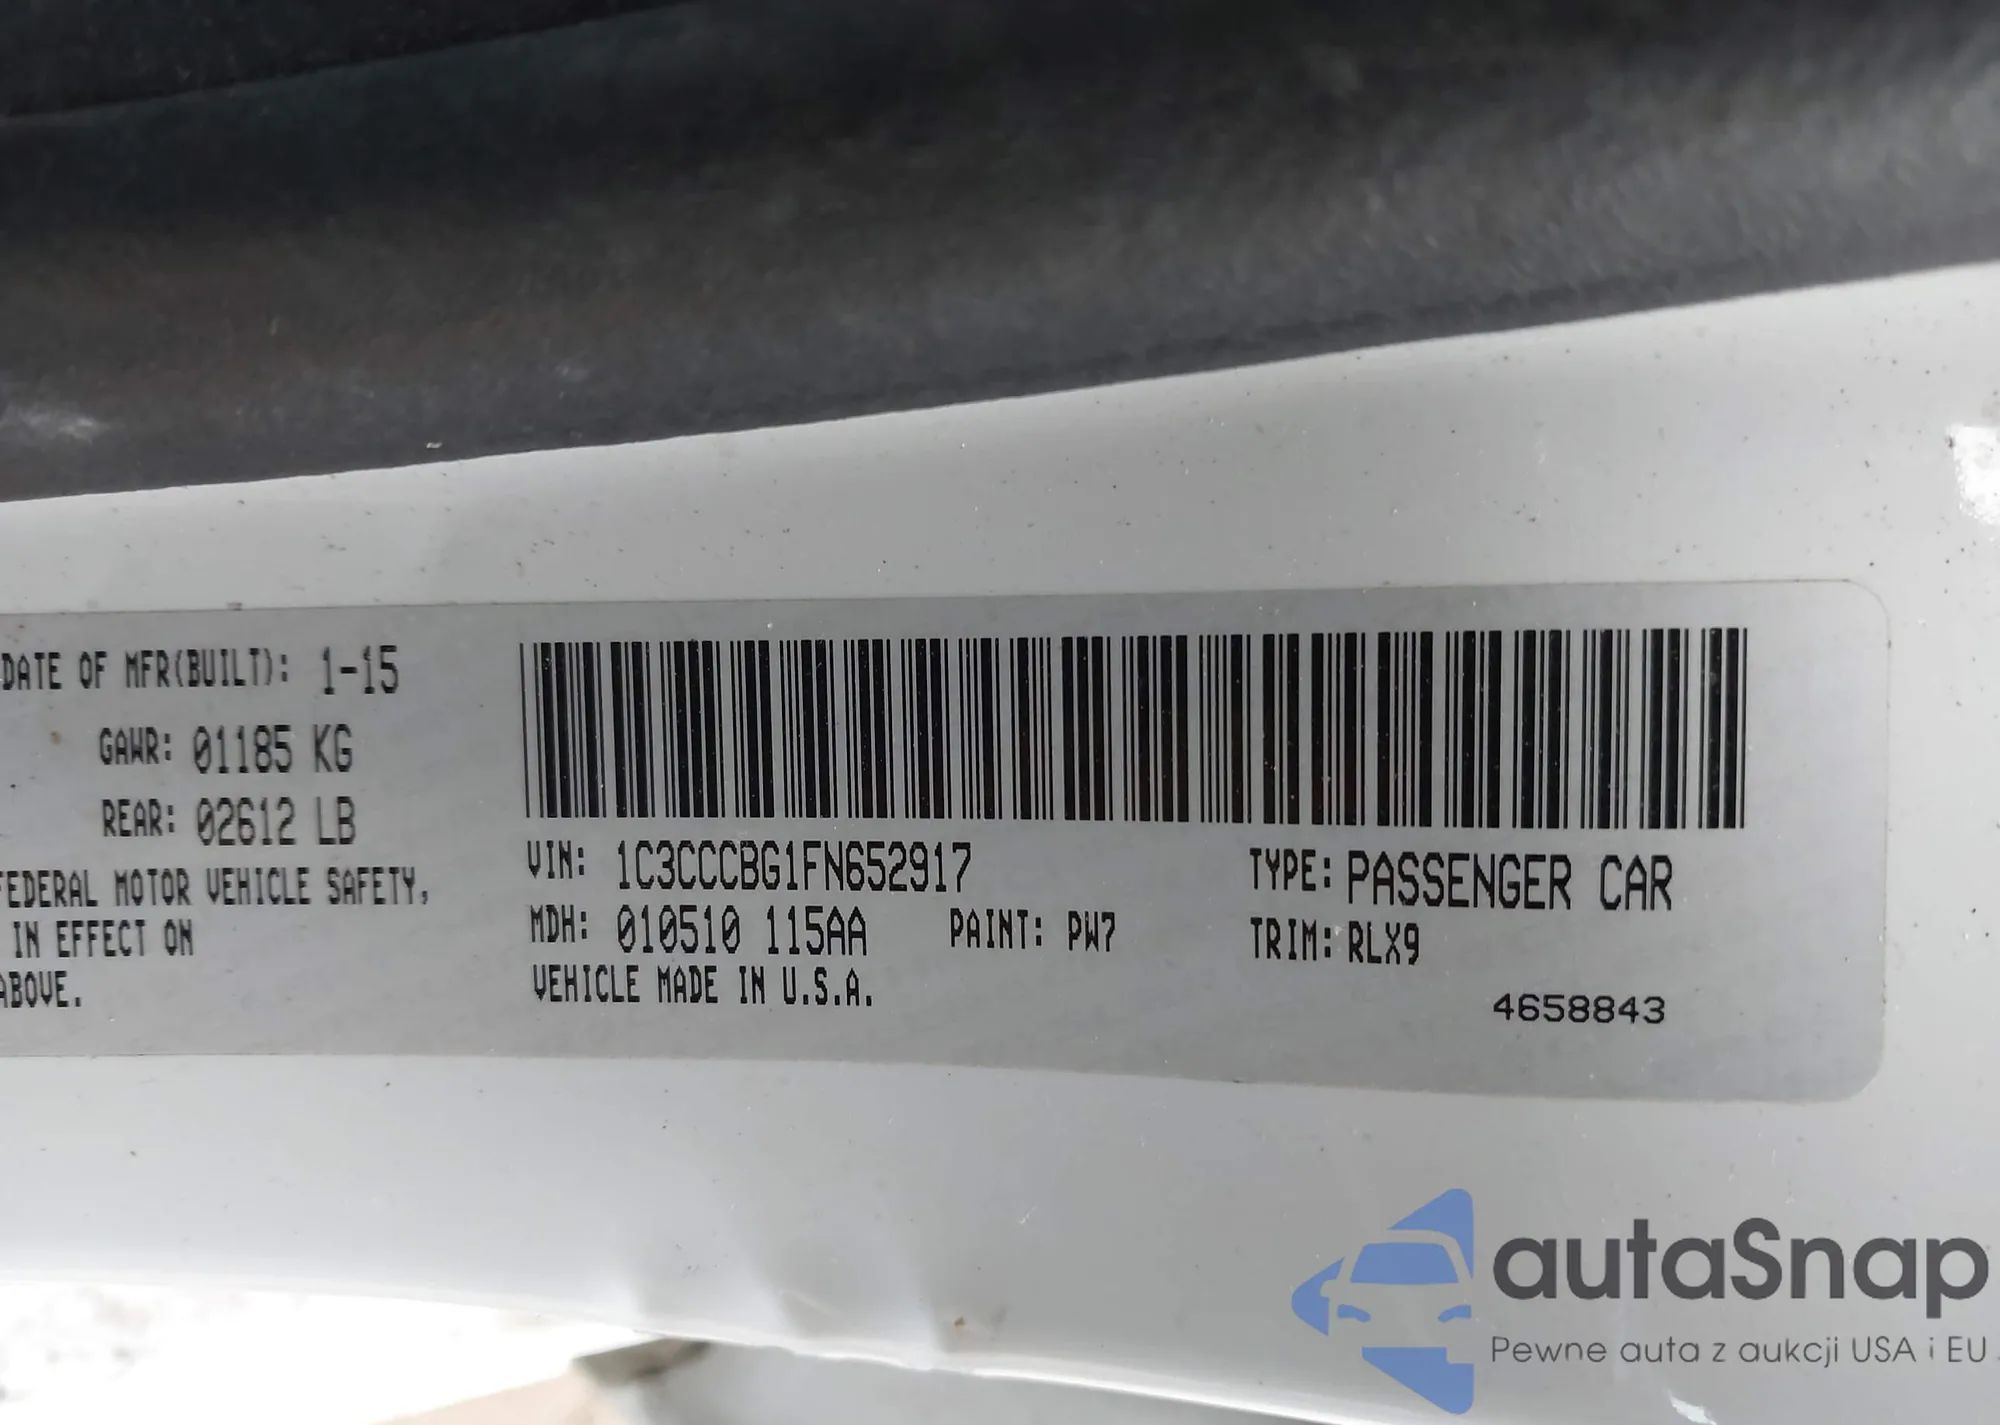 DATE OF MFR(BUILT): 1-15
GAWR: 01185 KG
REAR: 02612 LB
FEDERAL MOTOR VEHICLE SAFETY,
IN EFFECT ON
ABOVE.
VIN: 1C3CCCBG1FN652917
TYPE: PASSENGER CAR
MDH: 010510 115AA PAINT: PW7 TRIM: RLX9
VEHICLE MADE IN U.S.A.
4658843
autaSnap
Pewne auta z aukcji USA i EU